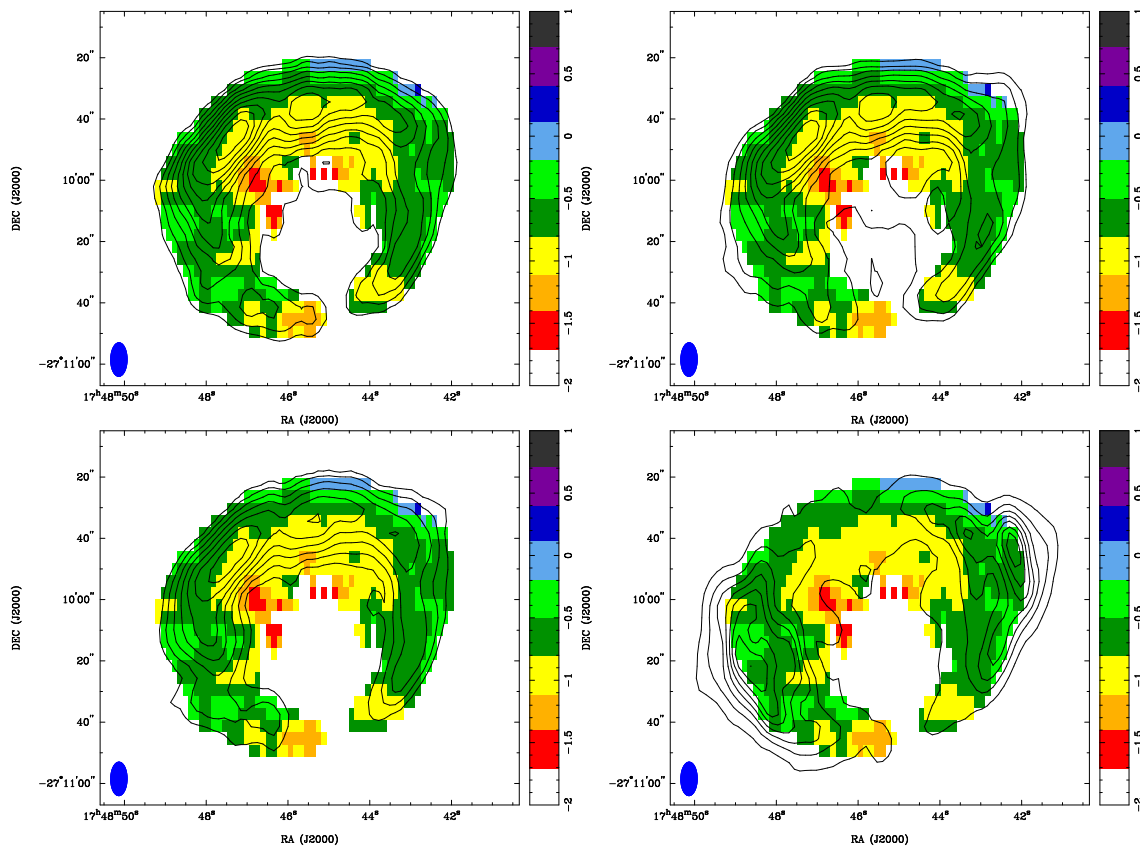 1
0.5
0
−0.5
−1
−1.5
−2
20"
40"
10'00"
20"
40"
−27°11'00"
DEC (J2000)
17ʰ48ᵐ50ˢ
48ˢ
46ˢ
44ˢ
42ˢ
RA (J2000)
1
0.5
0
−0.5
−1
−1.5
−2
20"
40"
10'00"
20"
40"
−27°11'00"
DEC (J2000)
17ʰ48ᵐ50ˢ
48ˢ
46ˢ
44ˢ
42ˢ
RA (J2000)
1
0.5
0
−0.5
−1
−1.5
−2
20"
40"
10'00"
20"
40"
−27°11'00"
DEC (J2000)
17ʰ48ᵐ50ˢ
48ˢ
46ˢ
44ˢ
42ˢ
RA (J2000)
1
0.5
0
−0.5
−1
−1.5
−2
20"
40"
10'00"
20"
40"
−27°11'00"
DEC (J2000)
17ʰ48ᵐ50ˢ
48ˢ
46ˢ
44ˢ
42ˢ
RA (J2000)